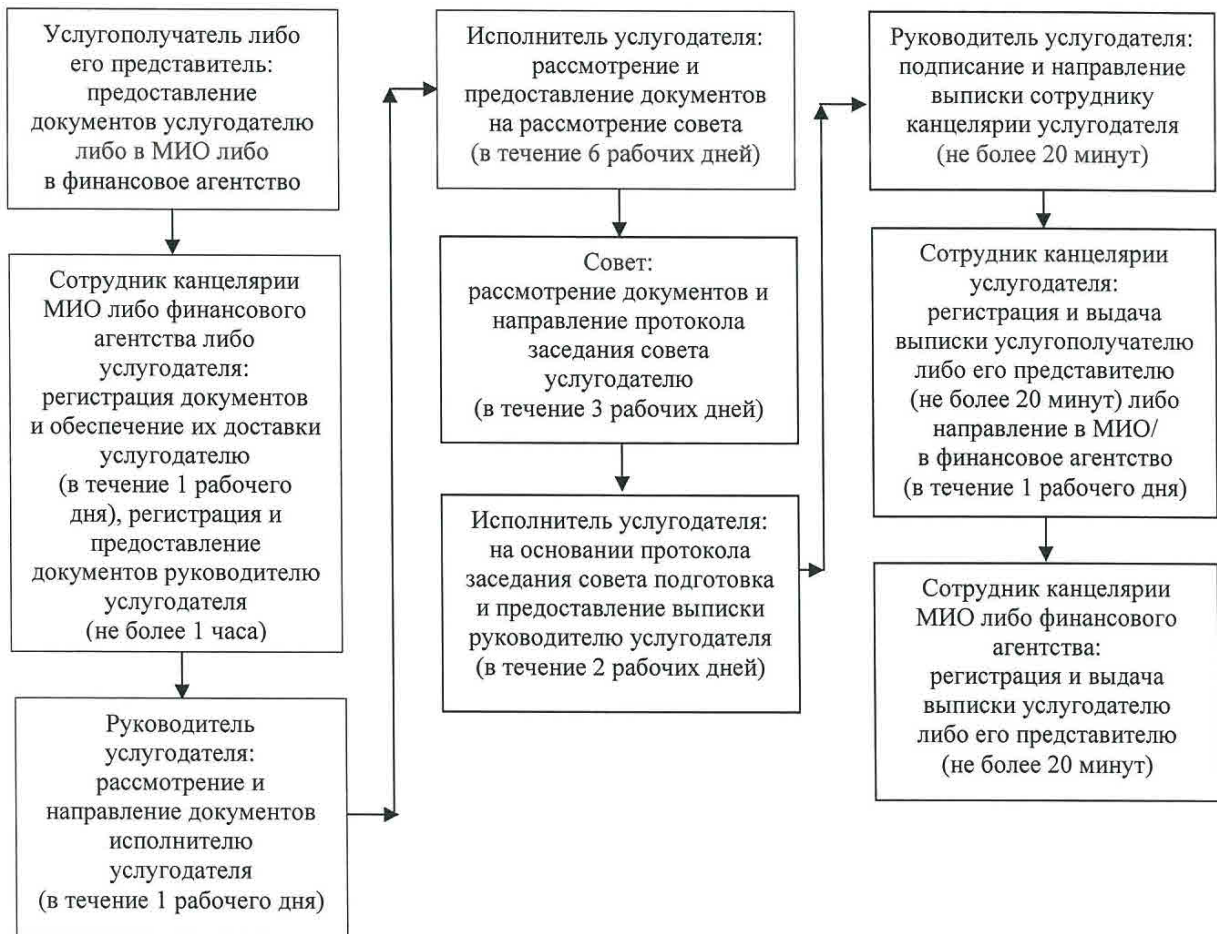 Услугополучатель либо
его представитель:
предоставление
документов услугодателю
либо в МИО либо
в финансовое агентство
Сотрудник канцелярии
МИО либо финансового
агентства либо
услугодателя:
регистрация документов
и обеспечение их доставки
услугодателю
(в течение 1 рабочего
дня), регистрация и
предоставление
документов руководителю
услугодателя
(не более 1 часа)
Руководитель
услугодателя:
рассмотрение и
направление документов
исполнителю
услугодателя
(в течение 1 рабочего дня)
Исполнитель услугодателя:
рассмотрение и
предоставление документов
на рассмотрение совета
(в течение 6 рабочих дней)
Совет:
рассмотрение документов и
направление протокола
заседания совета
услугодателю
(в течение 3 рабочих дней)
Исполнитель услугодателя:
на основании протокола
заседания совета подготовка
и предоставление выписки
руководителю услугодателя
(в течение 2 рабочих дней)
Руководитель услугодателя:
подписание и направление
выписки сотруднику
канцелярии услугодателя
(не более 20 минут)
Сотрудник канцелярии
услугодателя:
регистрация и выдача
выписки услугополучателю
либо его представителю
(не более 20 минут) либо
направление в МИО/
в финансовое агентство
(в течение 1 рабочего дня)
Сотрудник канцелярии
МИО либо финансового
агентства:
регистрация и выдача
выписки услугодателю
либо его представителю
(не более 20 минут)